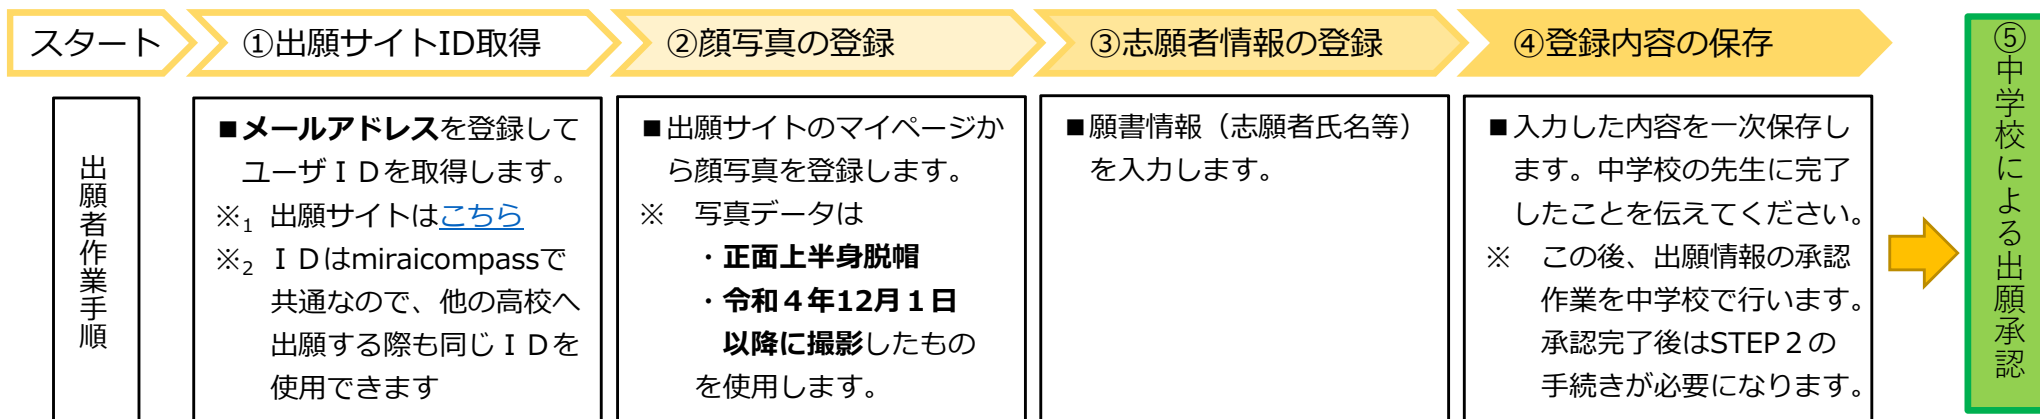 スタート
①出願サイトID取得
②顔写真の登録
③志願者情報の登録
④登録内容の保存
出願者作業手順
■メールアドレスを登録して
ユーザＩＤを取得します。
※1 出願サイトはこちら
※2 ＩＤはmiraicompassで
共通なので、他の高校へ
出願する際も同じＩＤを
使用できます
■出願サイトのマイページか
ら顔写真を登録します。
※　写真データは
・正面上半身脱帽
・令和４年12月１日
以降に撮影したもの
を使用します。
■願書情報（志願者氏名等）
を入力します。
■入力した内容を一次保存し
ます。中学校の先生に完了
したことを伝えてください。
※　この後、出願情報の承認
作業を中学校で行います。
承認完了後はSTEP２の
手続きが必要になります。
⑤中学校による出願承認